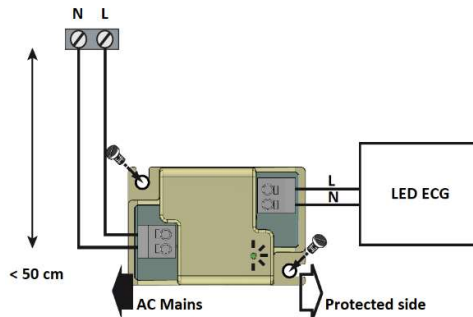 N L
L
N
LED ECG
< 50 cm
AC Mains
Protected side